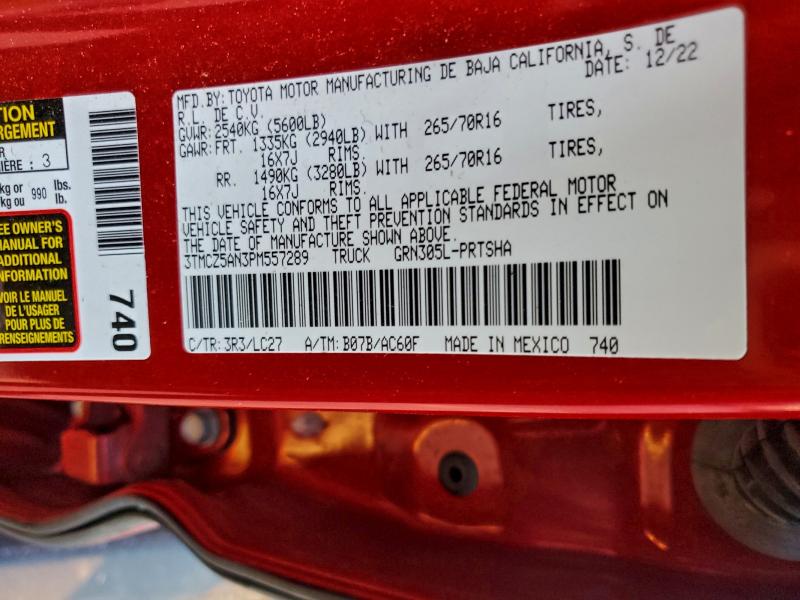 TION
RGEMENT
R
IÈRE : 3
kg or 990 lbs.
kg ou lb.
EE OWNER'S
MANUAL FOR
ADDITIONAL
INFORMATION
VOIR LE MANUEL
DE L'USAGER
POUR PLUS DE
RENSEIGNEMENTS
740
MFD.BY: TOYOTA MOTOR MANUFACTURING DE BAJA CALIFORNIA, S. DE
R.L. DE C.V. DATE: 12/22
GVWR: 2540KG (5600LB)
GAWR: FRT. 1335KG (2940LB) WITH 265/70R16 TIRES,
16X7J RIMS.
RR. 1490KG (3280LB) WITH 265/70R16 TIRES,
16X7J RIMS.
THIS VEHICLE CONFORMS TO ALL APPLICABLE FEDERAL MOTOR
VEHICLE SAFETY AND THEFT PREVENTION STANDARDS IN EFFECT ON
THE DATE OF MANUFACTURE SHOWN ABOVE.
3TMCZ5AN3PM557289 TRUCK GRN305L-PRTSHA
C/TR: 3R3/LC27 A/TM: B07B/AC60F MADE IN MEXICO 740